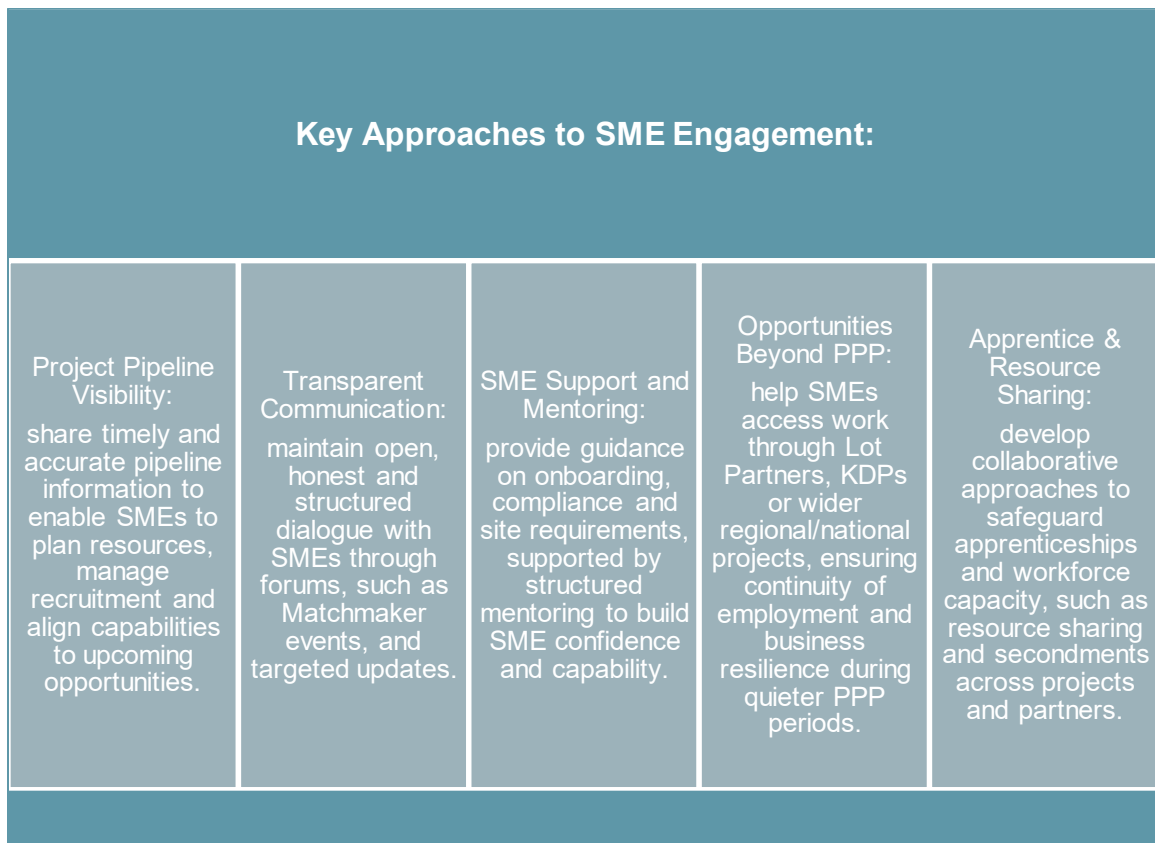 Key Approaches to SME Engagement:
Project Pipeline
Visibility:
share timely and
accurate pipeline
information to
enable SMEs to
plan resources,
manage
recruitment and
align capabilities
to upcoming
opportunities.
Transparent
Communication:
maintain open,
honest and
structured
dialogue with
SMEs through
forums, such as
Matchmaker
events, and
targeted updates.
SME Support and
Mentoring:
provide guidance
on onboarding,
compliance and
site requirements,
supported by
structured
mentoring to build
SME confidence
and capability.
Opportunities
Beyond PPP:
help SMEs
access work
through Lot
Partners, KDPs
or wider
regional/national
projects, ensuring
continuity of
employment and
business
resilience during
quieter PPP
periods.
Apprentice &
Resource
Sharing:
develop
collaborative
approaches to
safeguard
apprenticeships
and workforce
capacity, such as
resource sharing
and secondments
across projects
and partners.